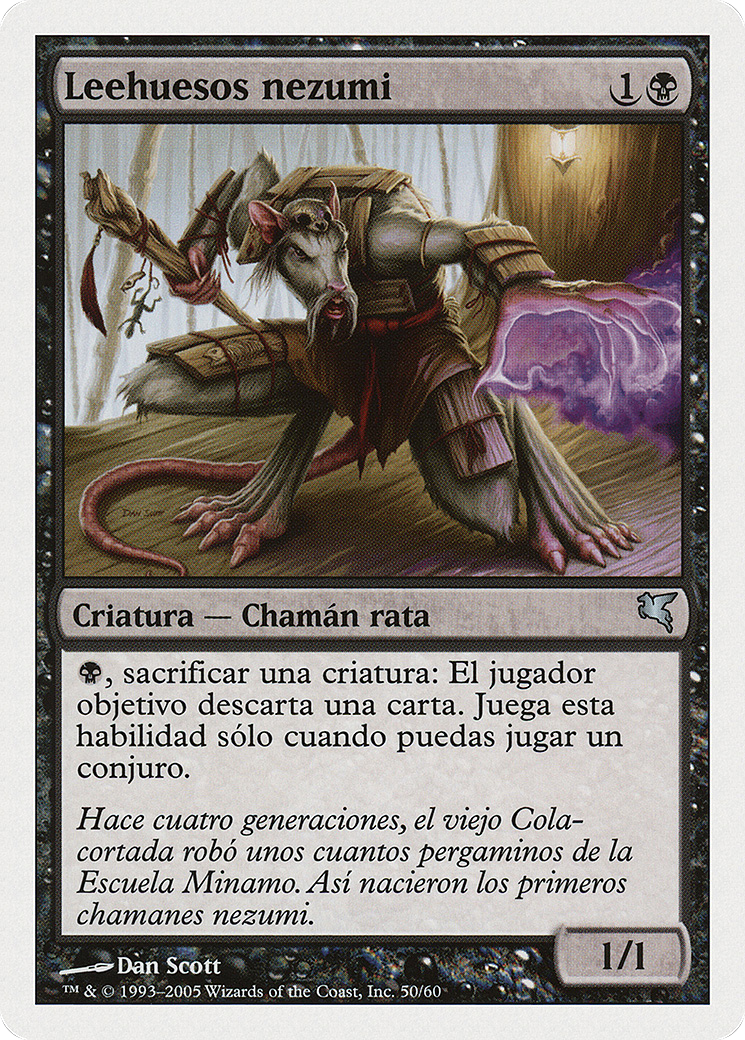 Leehuesos nezumi
1
DAN SCOTT
Criatura — Chamán rata
, sacrificar una criatura: El jugador
objetivo descarta una carta. Juega esta
habilidad sólo cuando puedas jugar un
conjuro.
Hace cuatro generaciones, el viejo Cola-
cortada robó unos cuantos pergaminos de la
Escuela Minamo. Así nacieron los primeros
chamanes nezumi.
1/1
Dan Scott
™ & © 1993–2005 Wizards of the Coast, Inc. 50/60